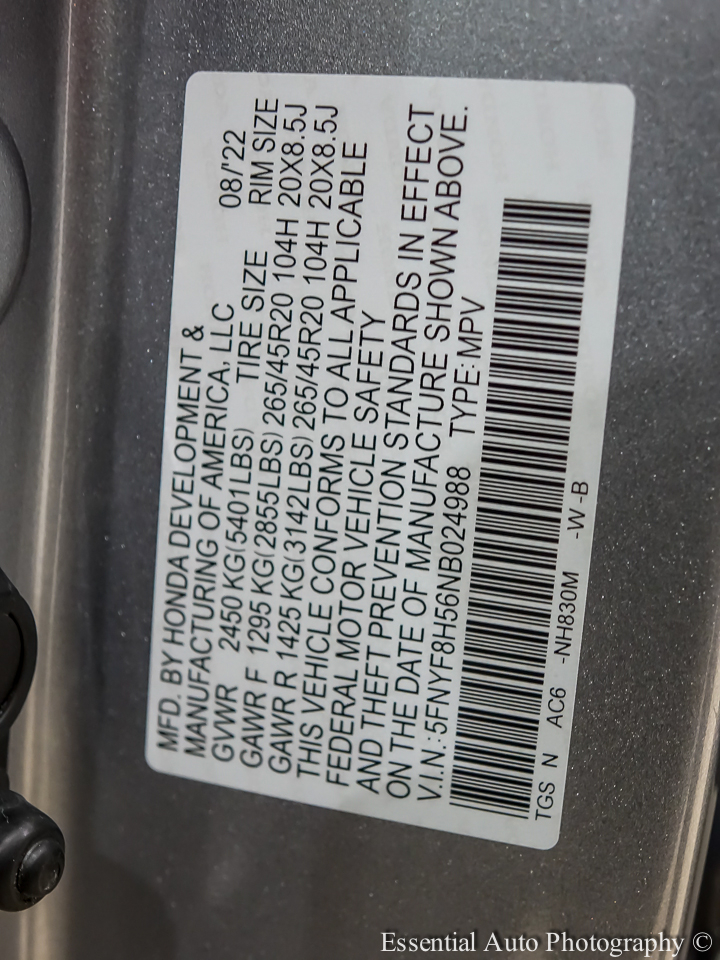 MFD. BY HONDA DEVELOPMENT &
MANUFACTURING OF AMERICA, LLC 08/'22
GVWR 2450 KG(5401LBS) TIRE SIZE RIM SIZE
GAWR F 1295 KG(2855LBS) 265/45R20 104H 20X8.5J
GAWR R 1425 KG(3142LBS) 265/45R20 104H 20X8.5J
THIS VEHICLE CONFORMS TO ALL APPLICABLE
FEDERAL MOTOR VEHICLE SAFETY
AND THEFT PREVENTION STANDARDS IN EFFECT
ON THE DATE OF MANUFACTURE SHOWN ABOVE.
V.I.N.:5FNYF8H56NB024988 TYPE:MPV
TGS N AC6 -NH830M -W -B
Essential Auto Photography ©